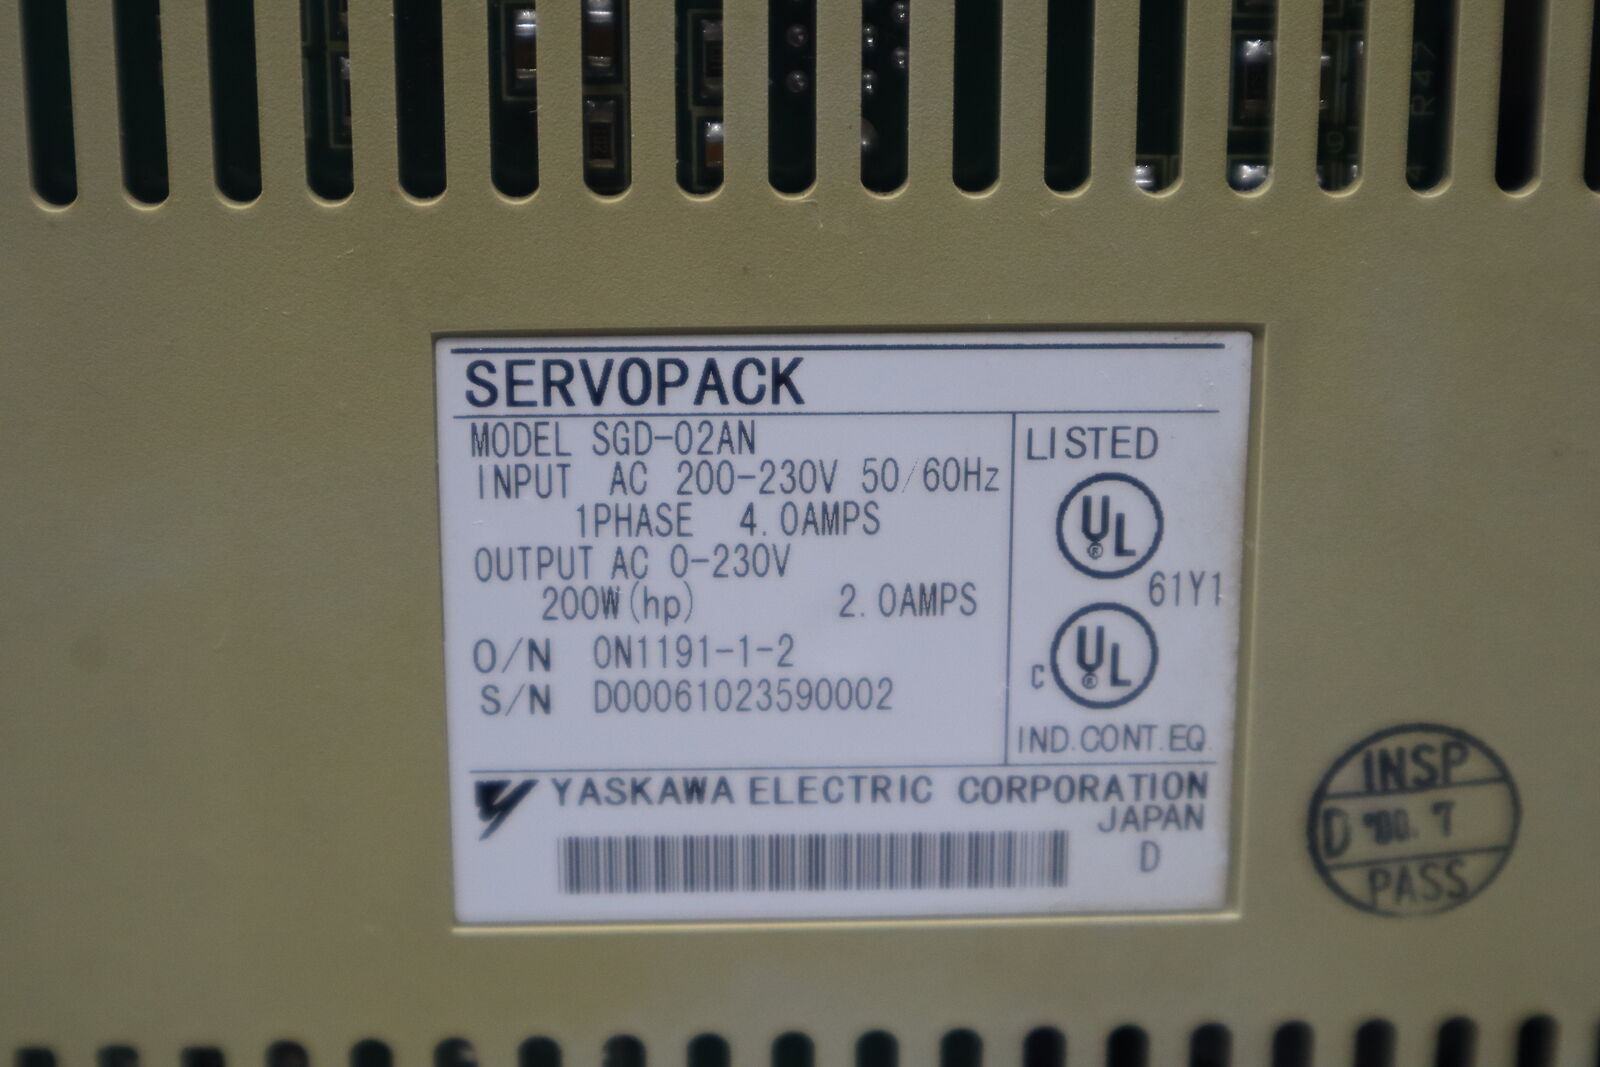 R47
SERVOPACK
MODEL SGD-02AN
INPUT AC 200-230V 50/60Hz
1PHASE 4.0AMPS
OUTPUT AC 0-230V
200W(hp) 2.0AMPS
O/N 0N1191-1-2
S/N D00061023590002
LISTED
UL
®
61Y1
C
UL
®
IND.CONT.EQ.
YASKAWA ELECTRIC CORPORATION
JAPAN
D
INSP
D '00.7
PASS